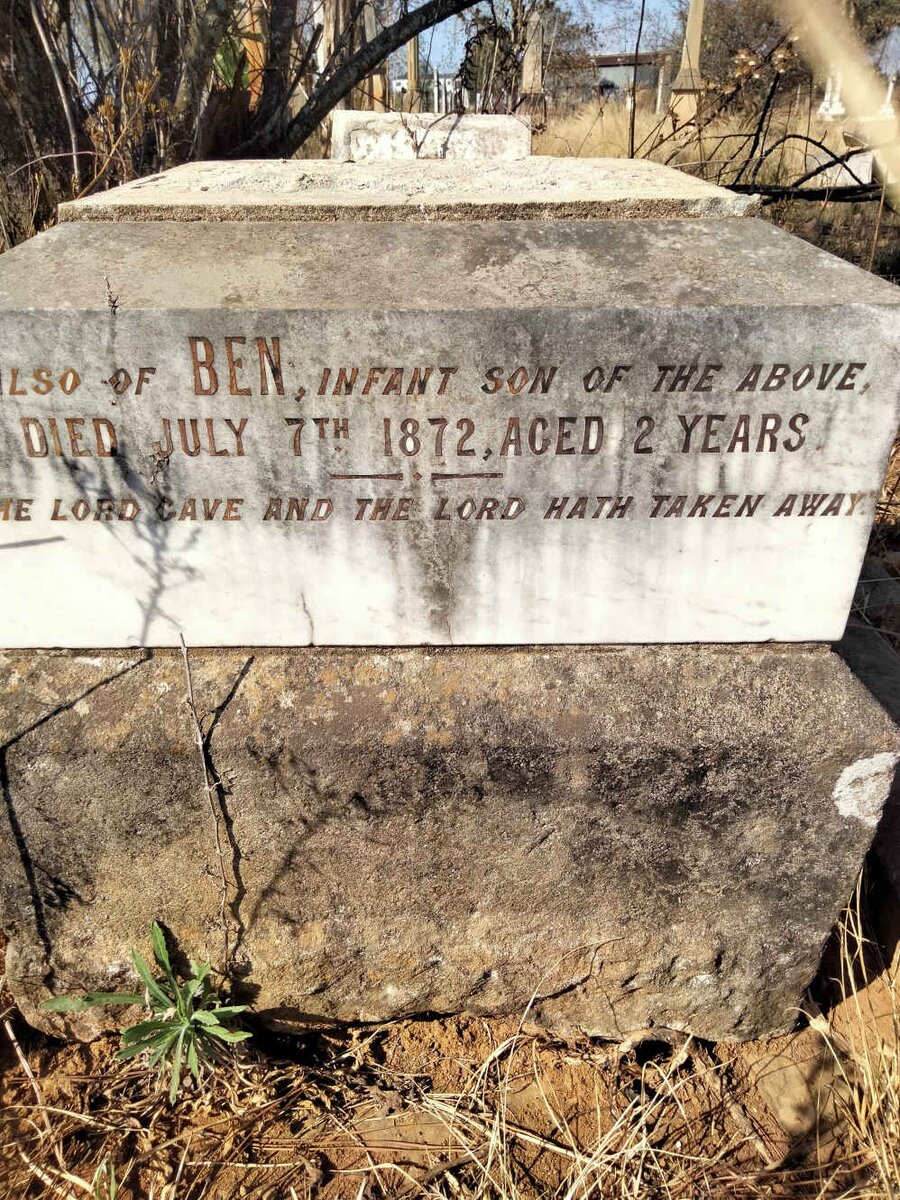 ALSO OF BEN, INFANT SON OF THE ABOVE,
DIED JULY 7TH 1872, AGED 2 YEARS.
THE LORD GAVE AND THE LORD HATH TAKEN AWAY."